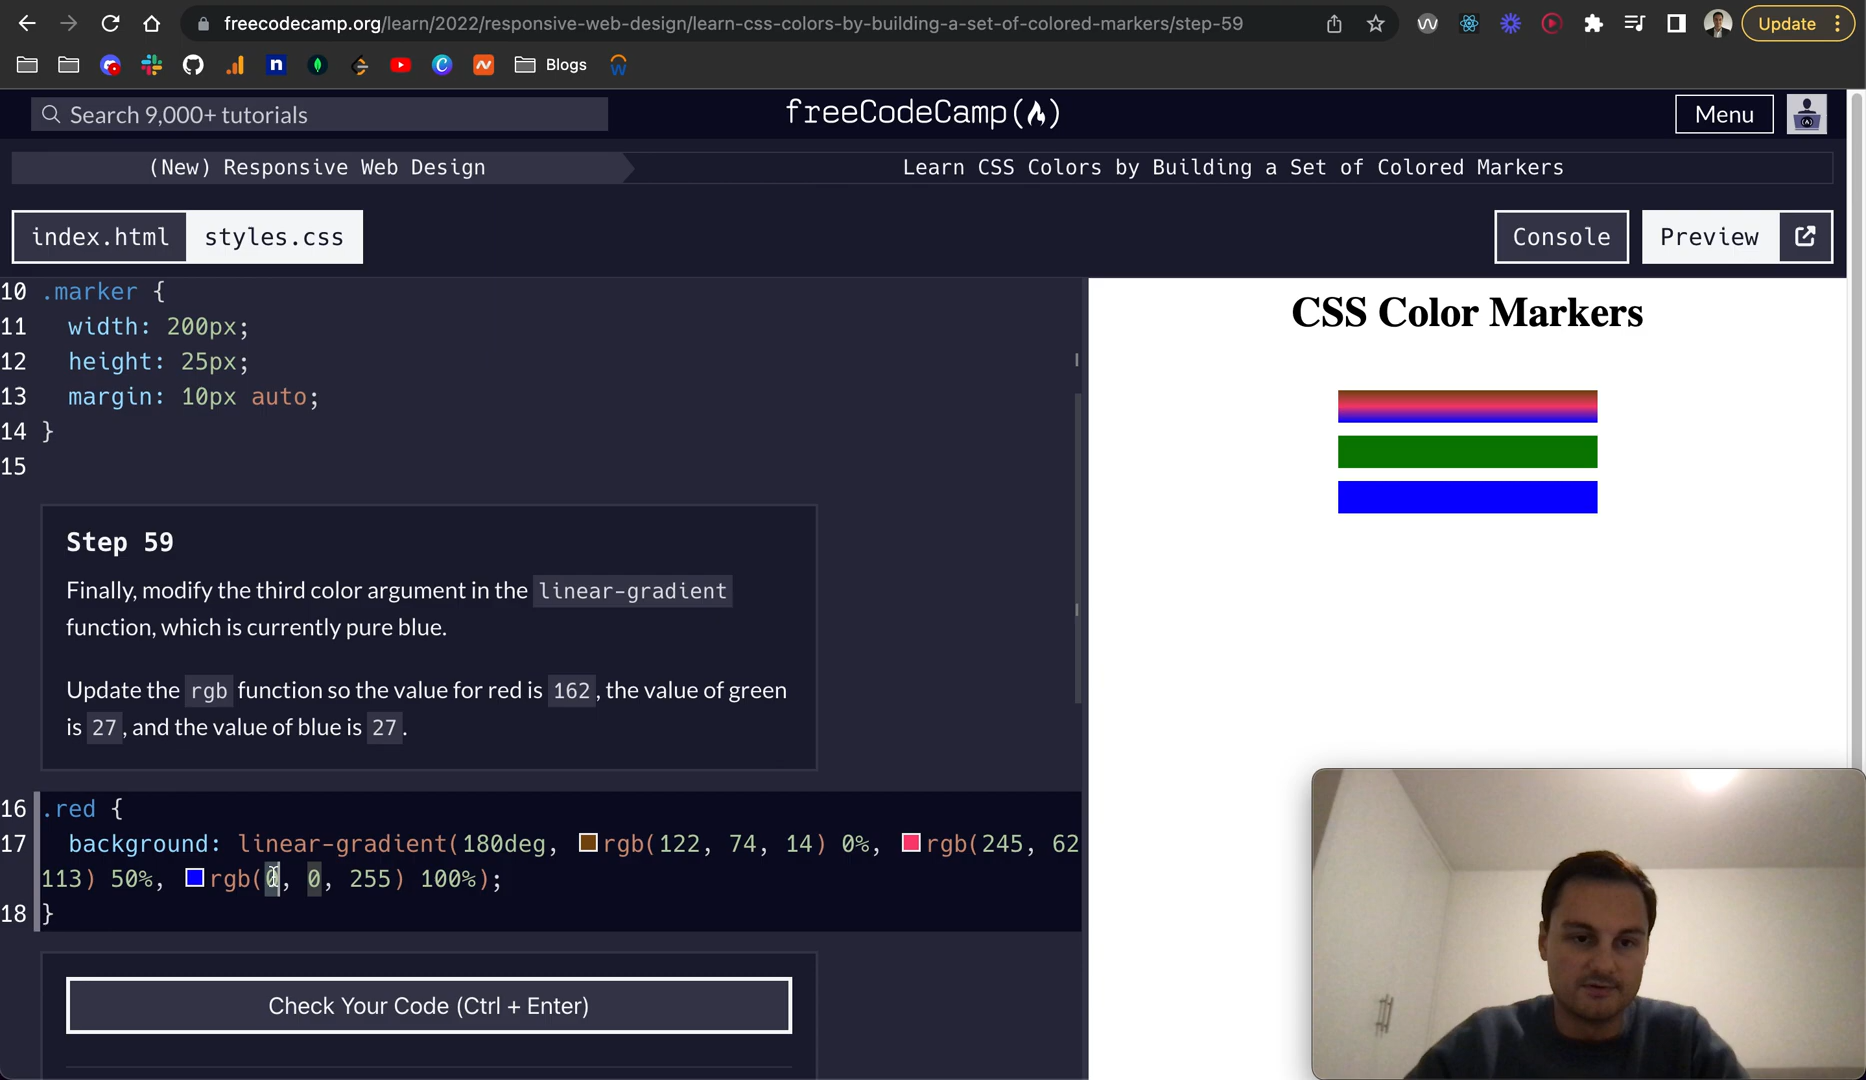 freecodecamp.org/learn/2022/responsive-web-design/learn-css-colors-by-building-a-set-of-colored-markers/step-59
Update
Blogs
Search 9,000+ tutorials
freeCodeCamp
Menu
(New) Responsive Web Design
Learn CSS Colors by Building a Set of Colored Markers
index.html
styles.css
Console
Preview
10 .marker {
11 width: 200px;
12 height: 25px;
13 margin: 10px auto;
14 }
15
CSS Color Markers
Step 59
Finally, modify the third color argument in the linear-gradient
function, which is currently pure blue.
Update the rgb function so the value for red is 162, the value of green
is 27, and the value of blue is 27.
16 .red {
17 background: linear-gradient(180deg, rgb(122, 74, 14) 0%, rgb(245, 62
113) 50%, rgb(0, 0, 255) 100%);
18 }
Check Your Code (Ctrl + Enter)